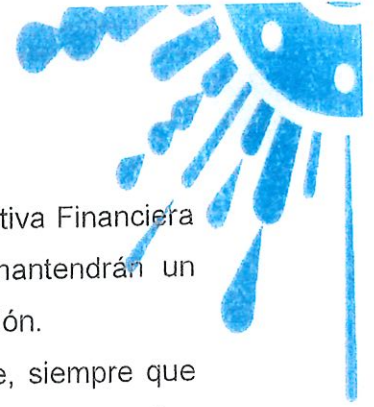 tiva Financiera
mantendrán un
ón.
e, siempre que